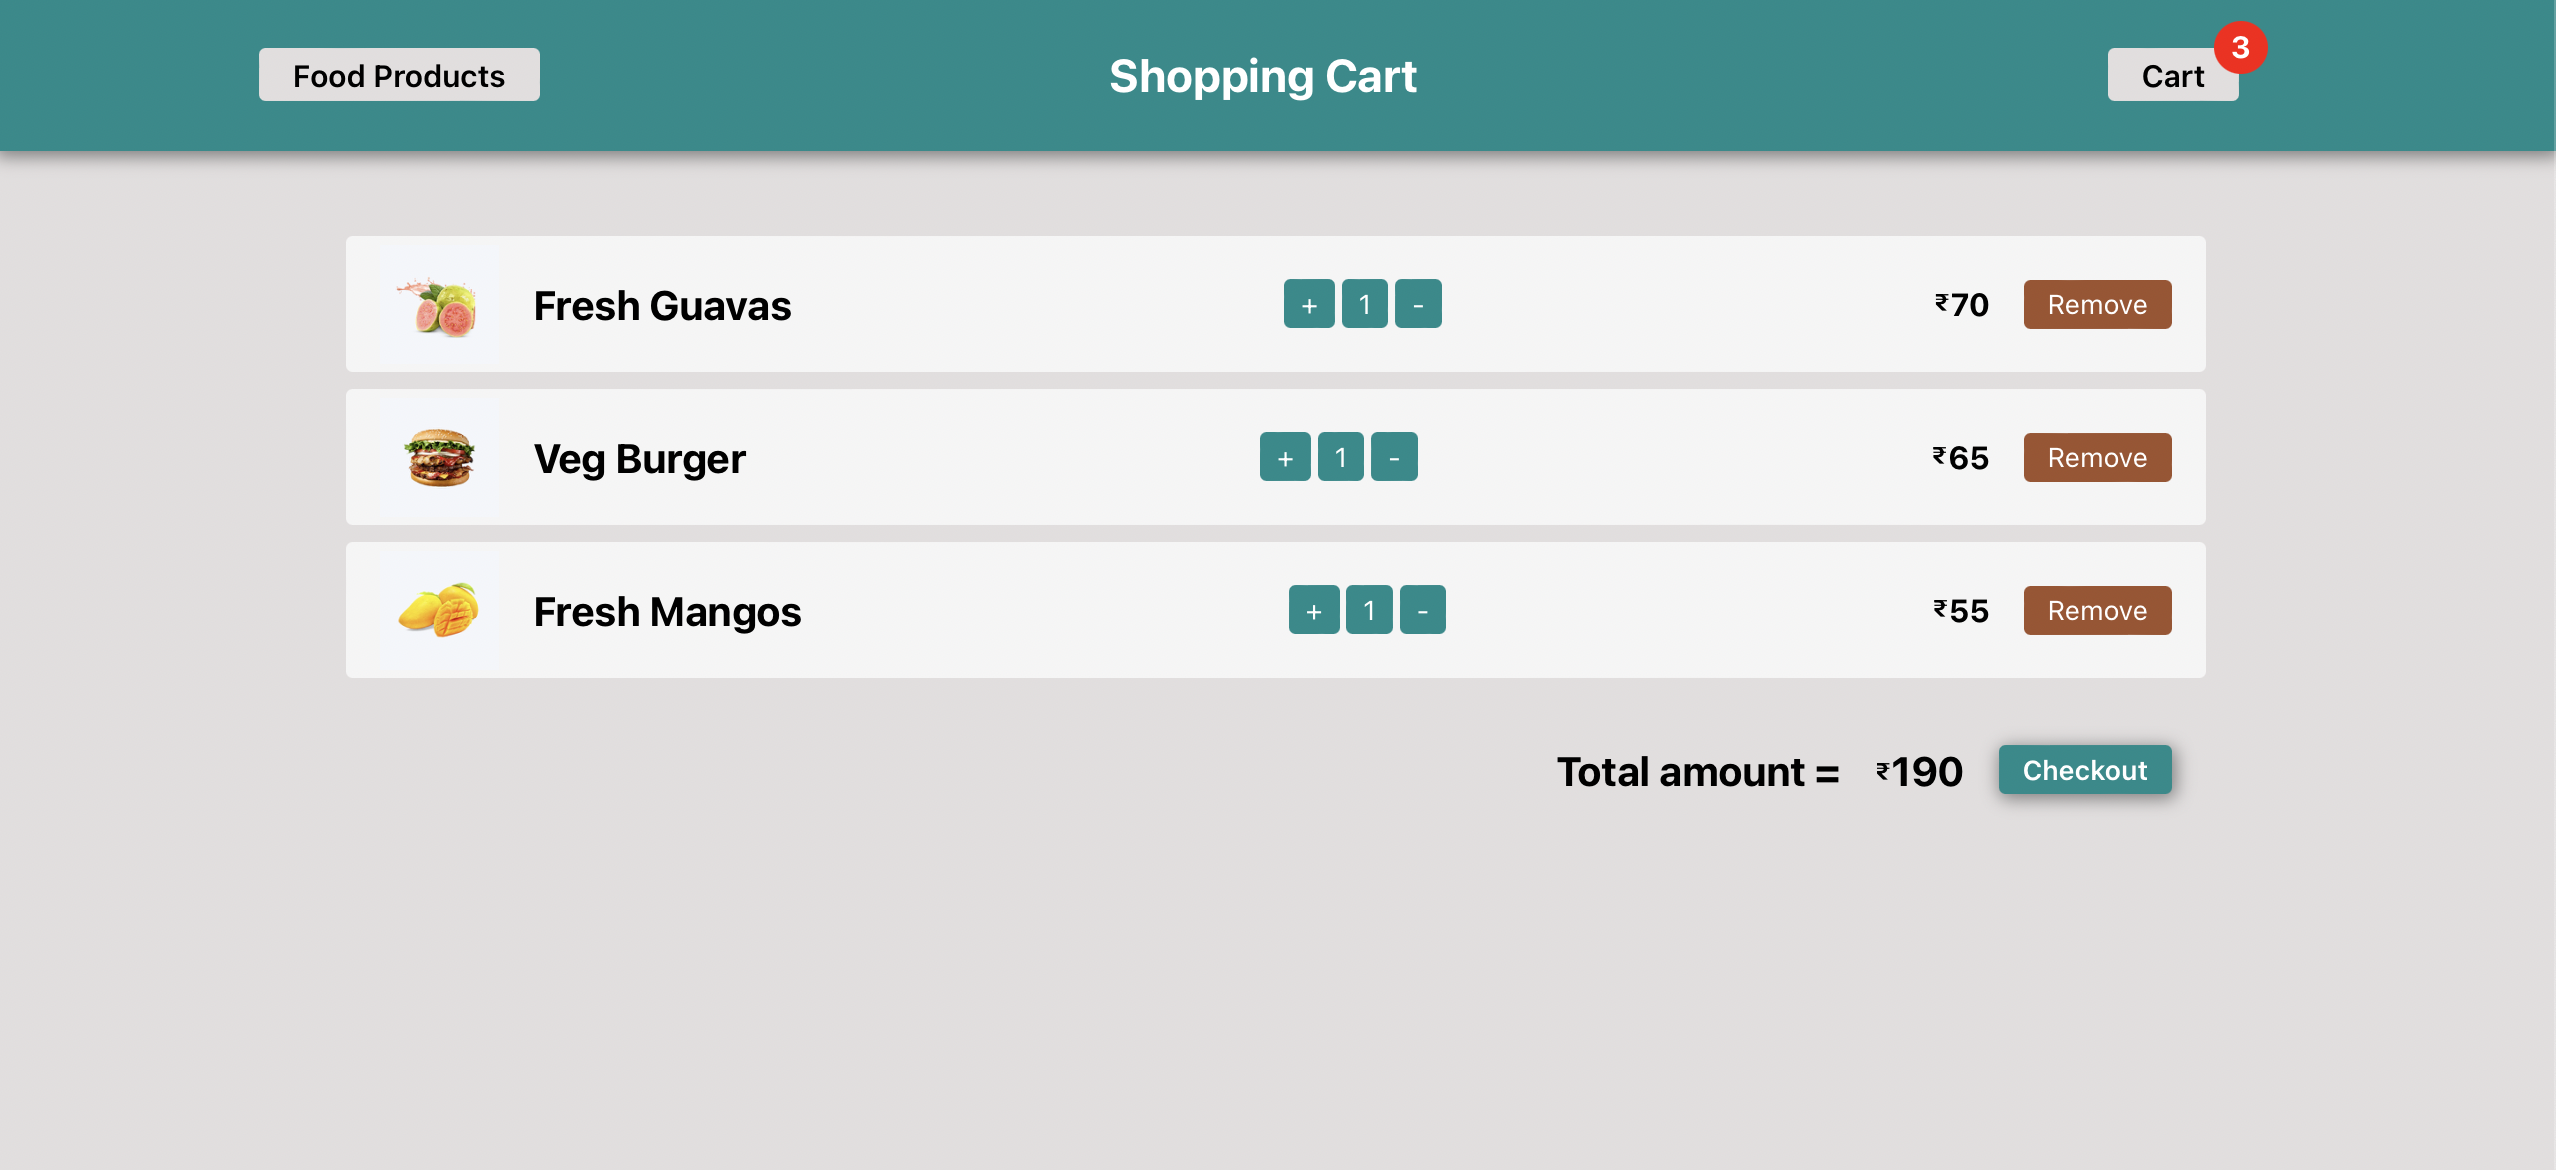 Food Products Shopping Cart Cart 3
Fresh Guavas + 1 - ₹70 Remove
Veg Burger + 1 - ₹65 Remove
Fresh Mangos + 1 - ₹55 Remove
Total amount = ₹190 Checkout